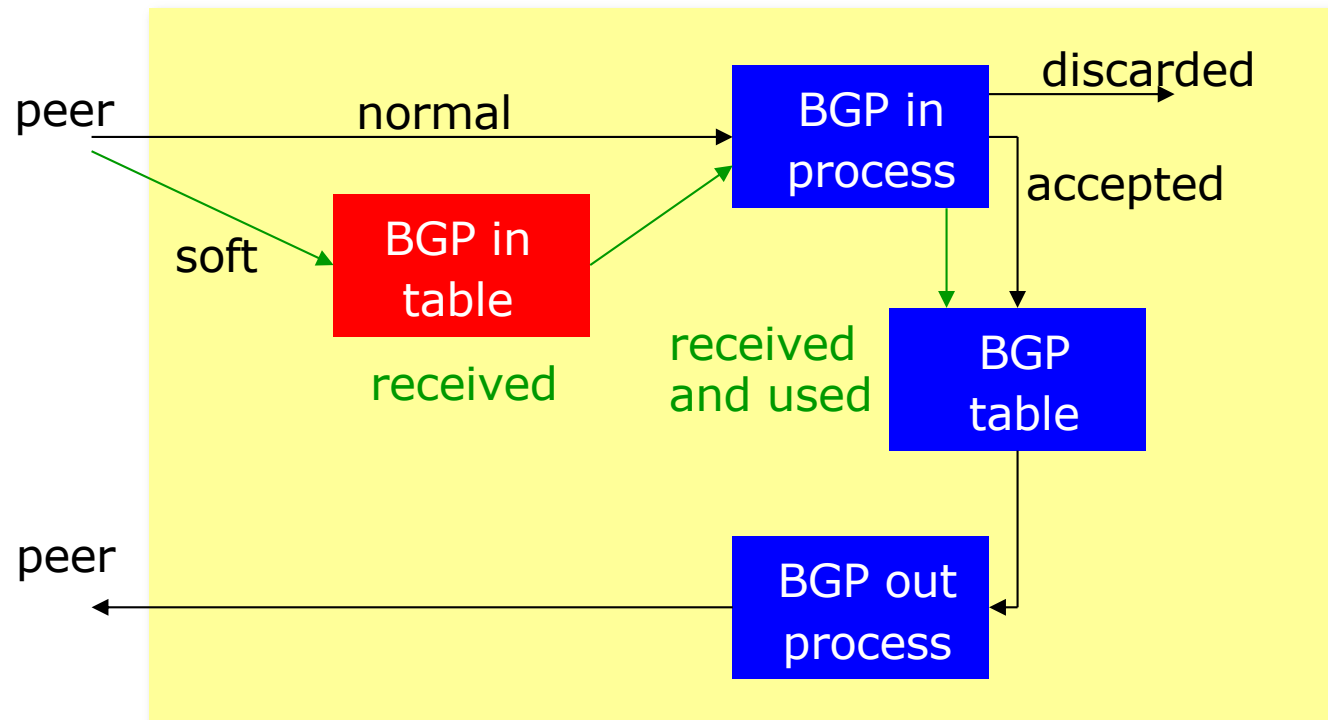 peer
normal
BGP in
process
discarded
accepted
soft
BGP in
table
received
received
and used
BGP
table
peer
BGP out
process